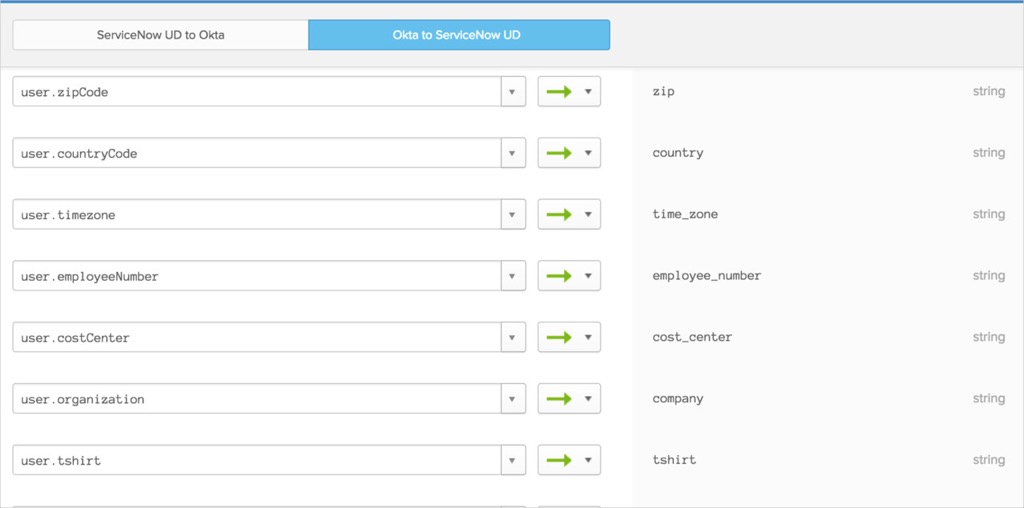 ServiceNow UD to Okta Okta to ServiceNow UD
user.zipCode zip string
user.countryCode country string
user.timezone time_zone string
user.employeeNumber employee_number string
user.costCenter cost_center string
user.organization company string
user.tshirt tshirt string